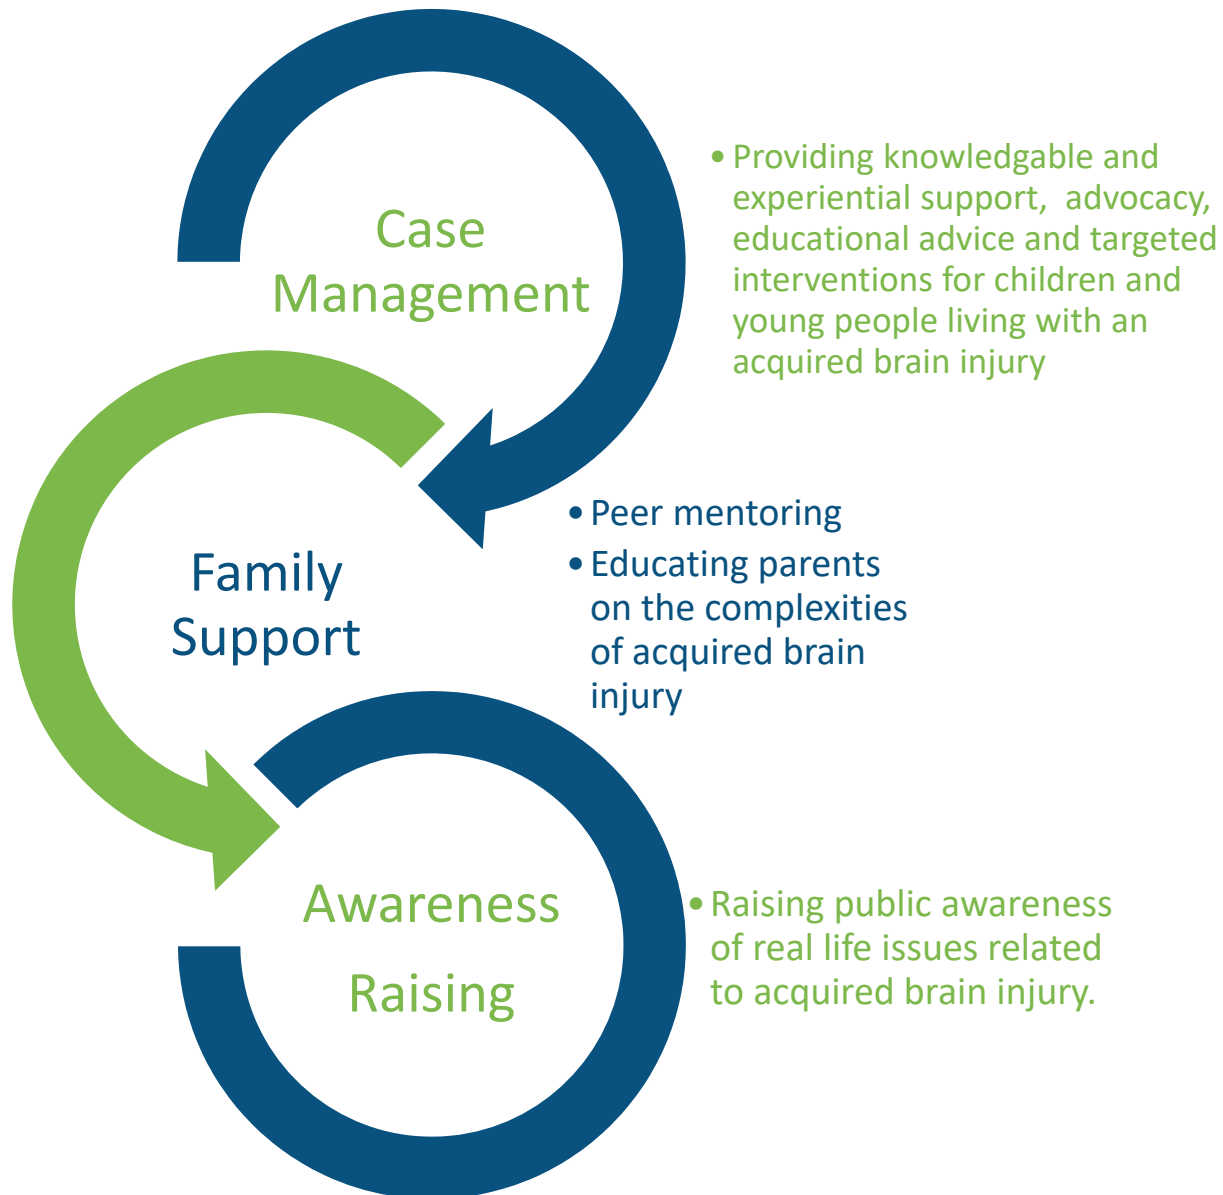 Case
Management
• Providing knowledgable and
experiential support,  advocacy,
educational advice and targeted
interventions for children and
young people living with an
acquired brain injury
Family
Support
• Peer mentoring
• Educating parents
on the complexities
of acquired brain
injury
Awareness
Raising
• Raising public awareness
of real life issues related
to acquired brain injury.